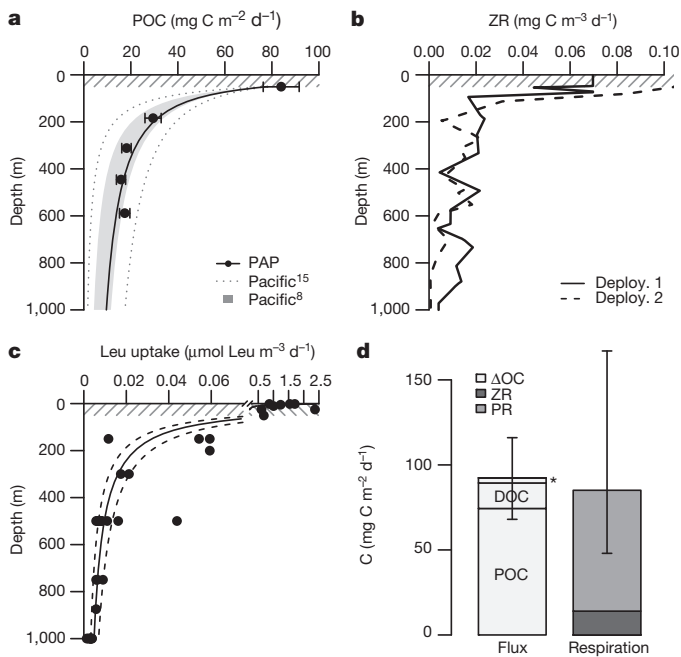 a
POC (mg C m⁻² d⁻¹)
0 20 40 60 80 100
0
200
400
600
800
1,000
Depth (m)
PAP
Pacific¹⁵
Pacific⁸
b
ZR (mg C m⁻³ d⁻¹)
0.00 0.02 0.04 0.06 0.08 0.10
0
200
400
600
800
1,000
Depth (m)
Deploy. 1
Deploy. 2
c
Leu uptake (μmol Leu m⁻³ d⁻¹)
0 0.02 0.04 0.06 0.5 1.5 2.5
0
200
400
600
800
1,000
Depth (m)
d
ΔOC
ZR
PR
150
100
50
0
C (mg C m⁻² d⁻¹)
*
DOC
POC
Flux Respiration